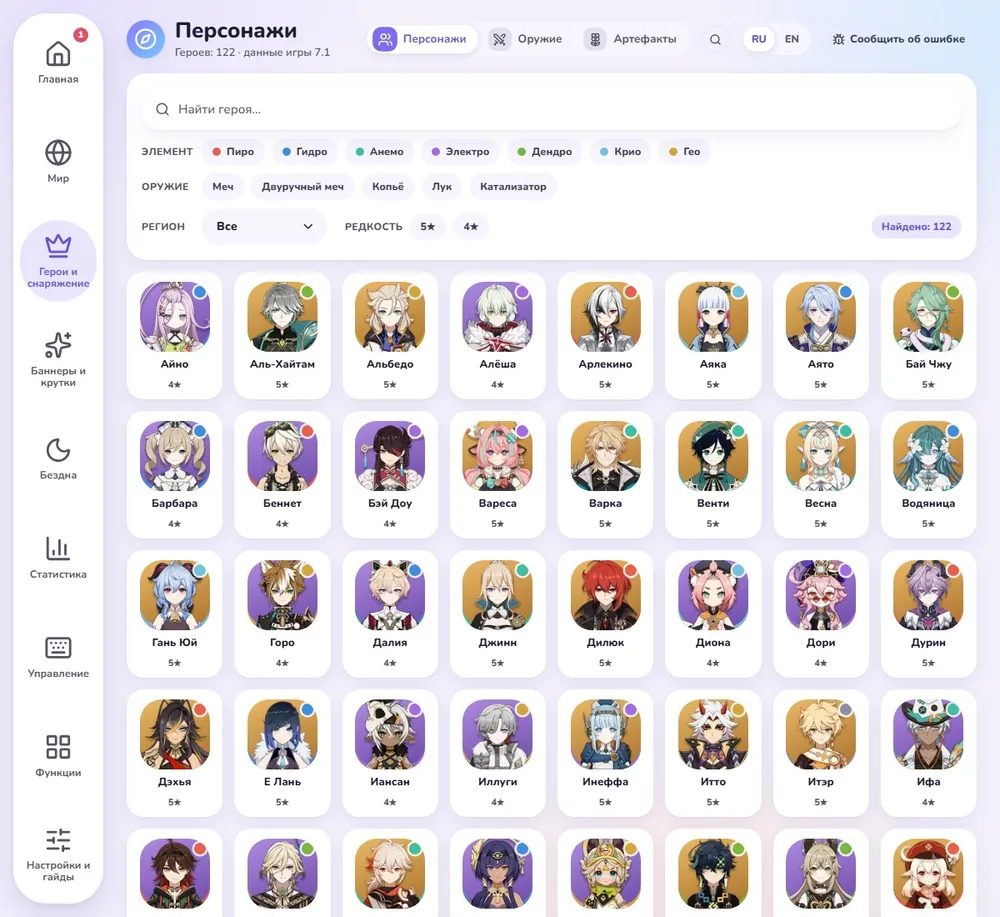 1
Главная
Мир
Герои и
снаряжение
Баннеры и
крутки
Бездна
Статистика
Управление
Функции
Настройки и
гайды
Персонажи
Героев: 122 · данные игры 7.1
Персонажи
Оружие
Артефакты
RU
EN
Сообщить об ошибке
Найти героя...
ЭЛЕМЕНТ
Пиро
Гидро
Анемо
Электро
Дендро
Крио
Гео
ОРУЖИЕ
Меч
Двуручный меч
Копьё
Лук
Катализатор
РЕГИОН
Все
РЕДКОСТЬ
5★
4★
Найдено: 122
Айно
4★
Аль-Хайтам
5★
Альбедо
5★
Алёша
4★
Арлекино
5★
Аяка
5★
Аято
5★
Бай Чжу
5★
Барбара
4★
Беннет
4★
Бэй Доу
4★
Вареса
5★
Варка
5★
Венти
5★
Весна
5★
Водяница
5★
Гань Юй
5★
Горо
4★
Далия
4★
Джинн
5★
Дилюк
5★
Диона
4★
Дори
4★
Дурин
5★
Дэхья
5★
Е Лань
5★
Иансан
4★
Иллуги
4★
Инеффа
5★
Итто
5★
Итэр
5★
Ифа
4★